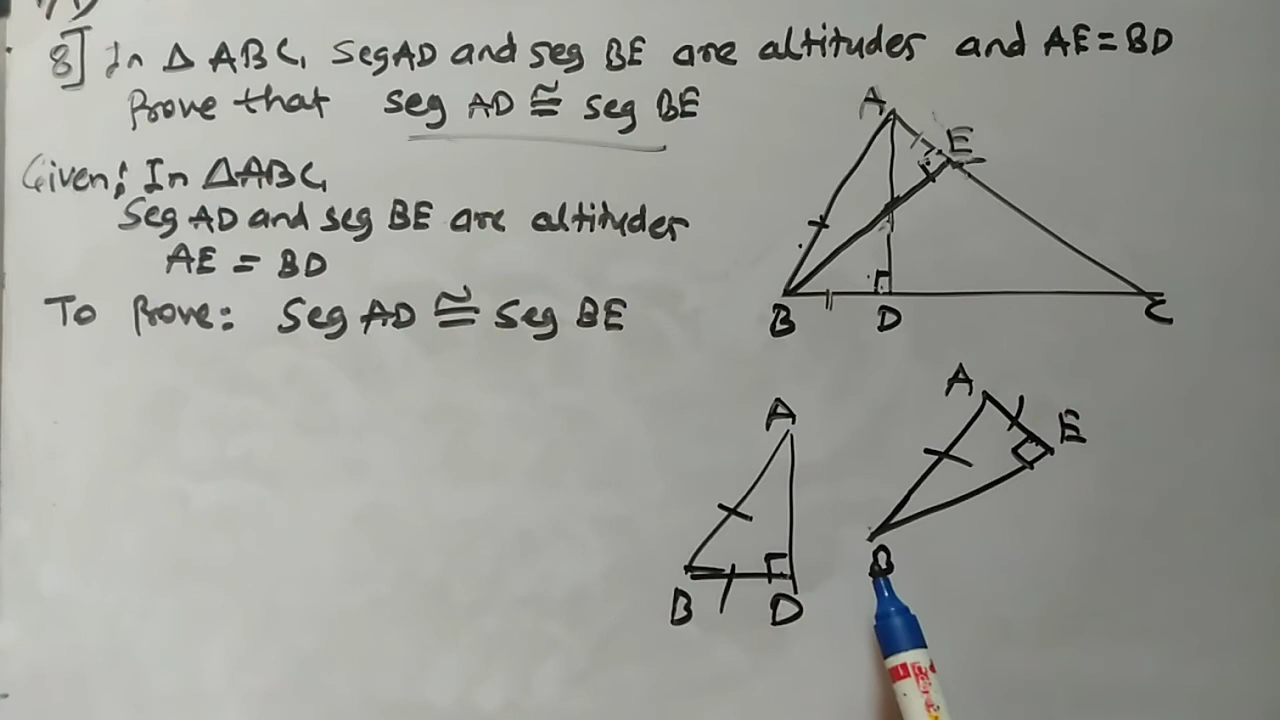 8] In Δ ABC, seg AD and seg BE are altitudes and AE = BD
Prove that seg AD ≅ seg BE
Given: In ΔABC,
Seg AD and seg BE are altitudes
AE = BD
To Prove: Seg AD ≅ seg BE
A
E
B
D
C
A
B
D
A
E
B